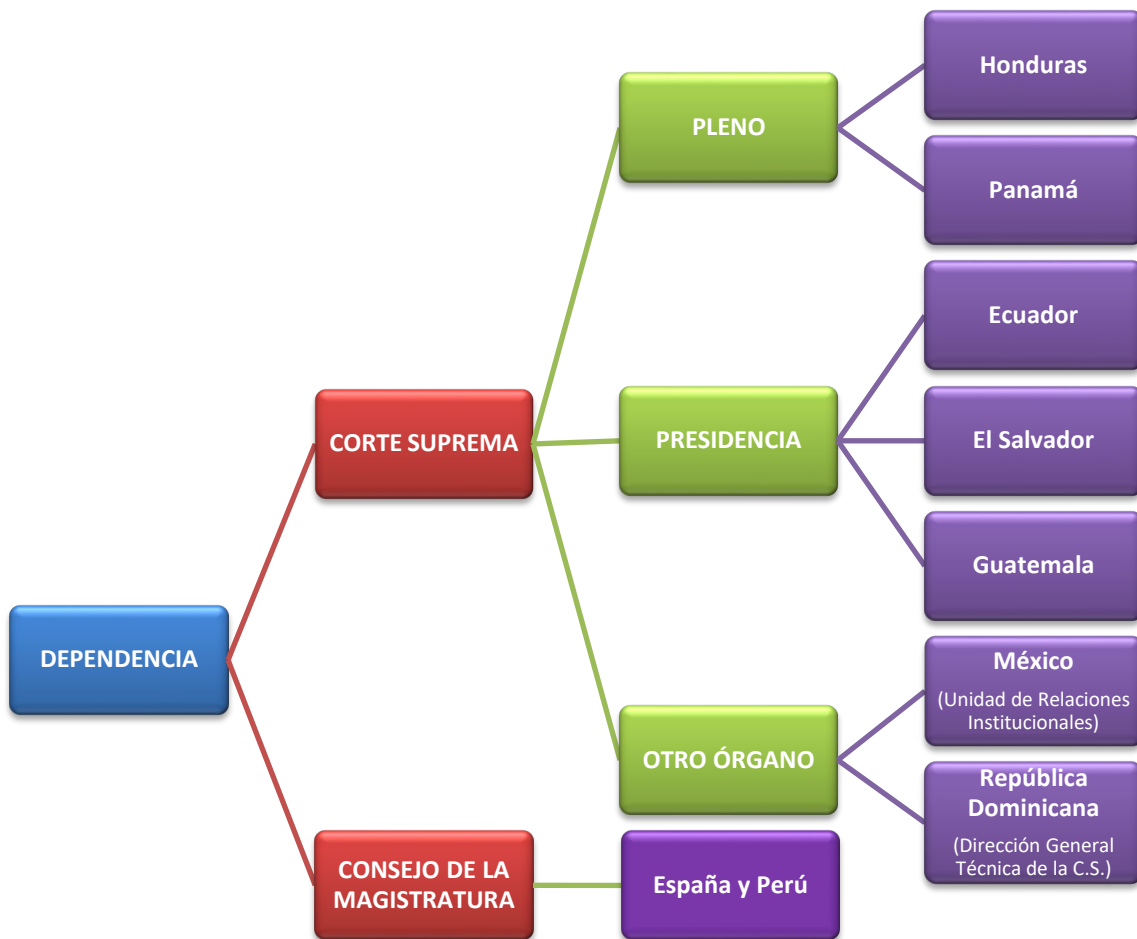 DEPENDENCIA
CORTE SUPREMA
PLENO
Honduras
Panamá
PRESIDENCIA
Ecuador
El Salvador
Guatemala
OTRO ÓRGANO
México
(Unidad de Relaciones
Institucionales)
República
Dominicana
(Dirección General
Técnica de la C.S.)
CONSEJO DE LA
MAGISTRATURA
España y Perú